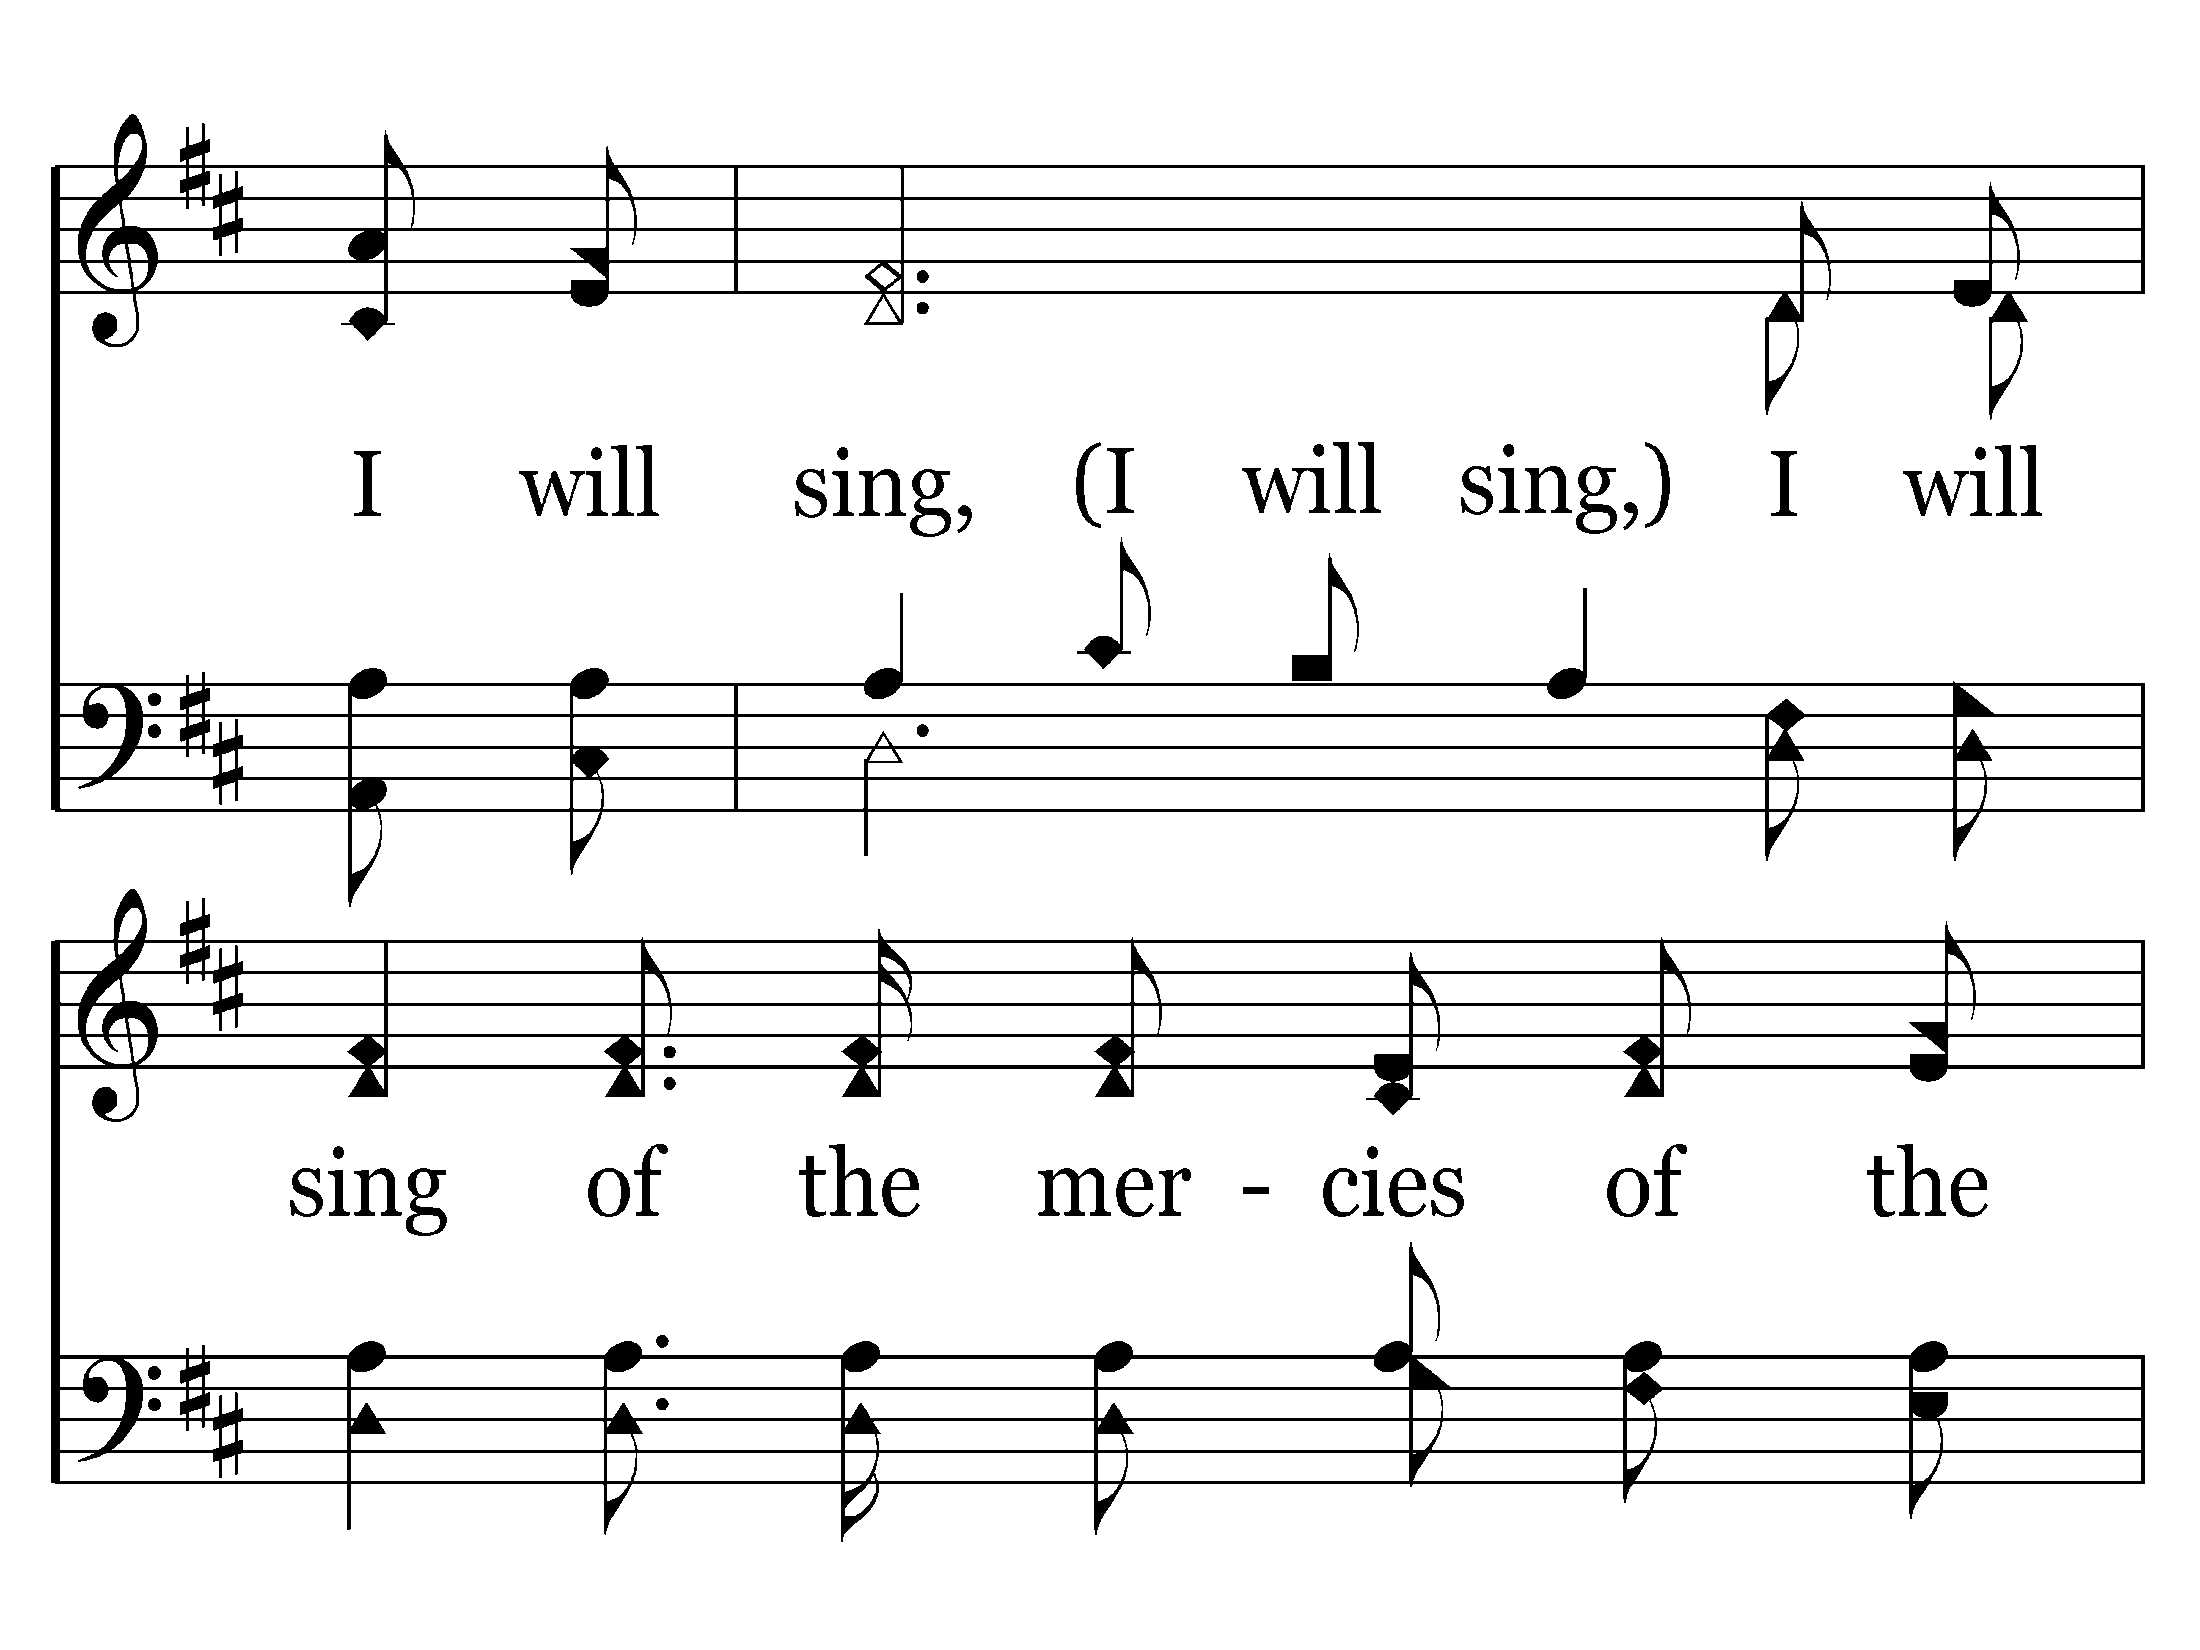 I will sing, (I will sing,) I will
sing of the mer - cies of the